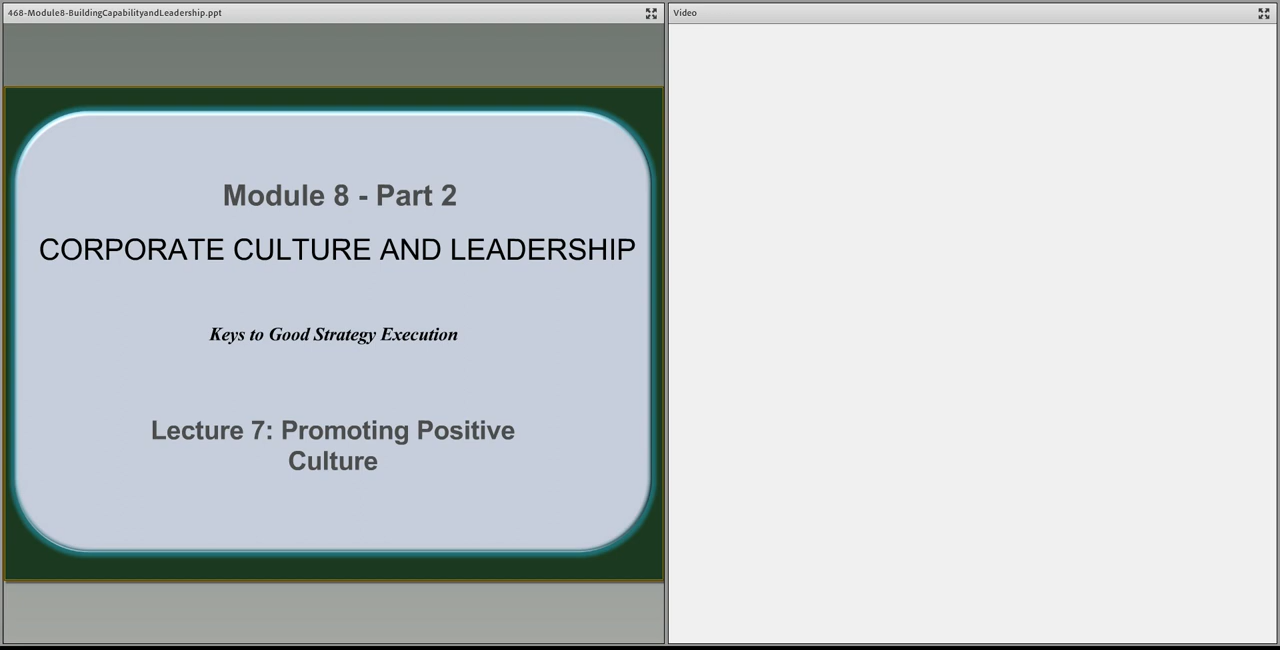 468-Module8-BuildingCapabilityandLeadership.ppt
Video
Module 8 - Part 2
CORPORATE CULTURE AND LEADERSHIP
Keys to Good Strategy Execution
Lecture 7: Promoting Positive
Culture